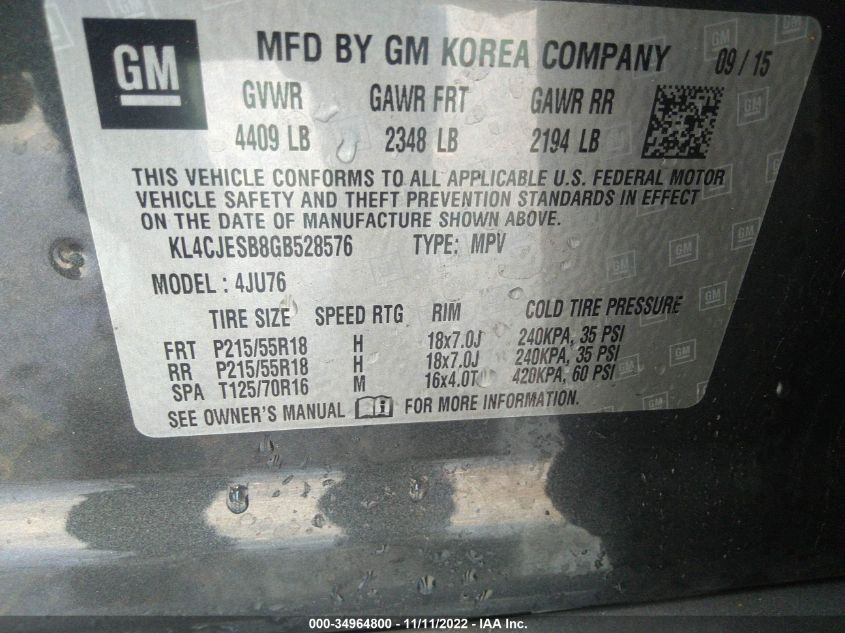 GM MFD BY GM KOREA COMPANY 09 / 15
GVWR GAWR FRT GAWR RR
4409 LB 2348 LB 2194 LB
GM
THIS VEHICLE CONFORMS TO ALL APPLICABLE U.S. FEDERAL MOTOR
VEHICLE SAFETY AND THEFT PREVENTION STANDARDS IN EFFECT
ON THE DATE OF MANUFACTURE SHOWN ABOVE.
KL4CJESB8GB528576 TYPE: MPV
MODEL : 4JU76
TIRE SIZE SPEED RTG RIM COLD TIRE PRESSURE
FRT P215/55R18 H 18x7.0J 240KPA, 35 PSI
RR P215/55R18 H 18x7.0J 240KPA, 35 PSI
SPA T125/70R16 M 16x4.0T 420KPA, 60 PSI
SEE OWNER'S MANUAL FOR MORE INFORMATION.
000-34964800 - 11/11/2022 - IAA Inc.